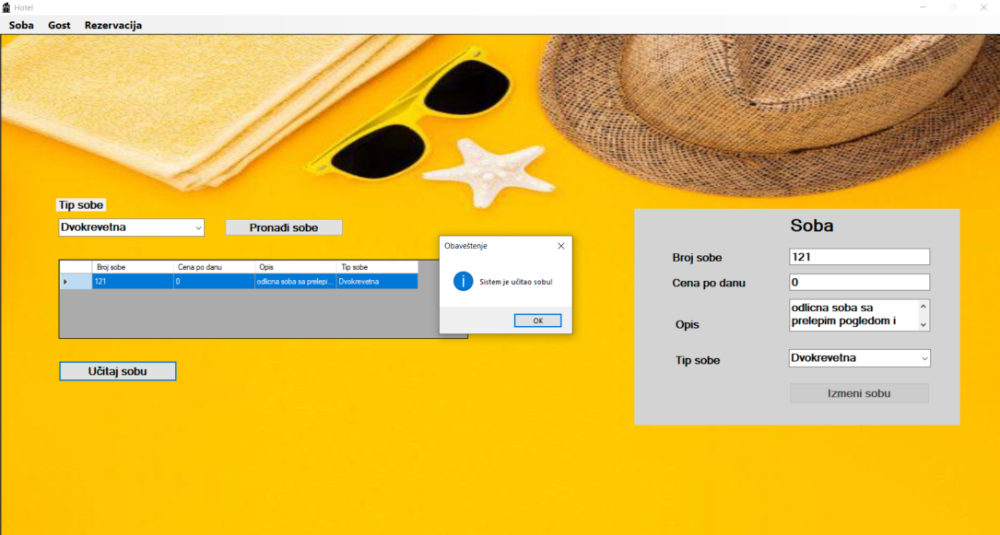 Hotel
Soba Gost Rezervacija
Tip sobe
Dvokrevetna
Pronađi sobe
Broj sobe Cena po danu Opis Tip sobe
121 0 odlicna soba sa prelepi... Dvokrevetna
Učitaj sobu
Obaveštenje
Sistem je učitao sobu!
OK
Soba
Broj sobe 121
Cena po danu 0
Opis
odlicna soba sa
prelepim pogledom i
Tip sobe Dvokrevetna
Izmeni sobu